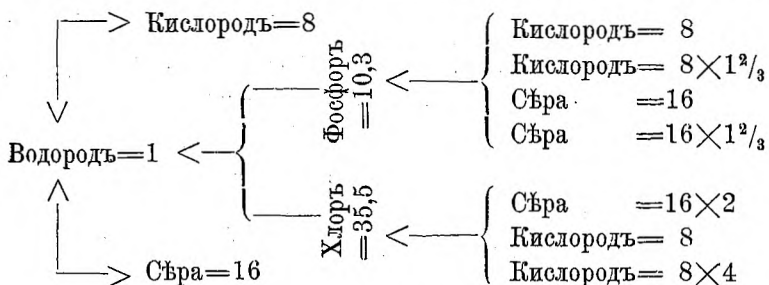 Кислородъ=8
Водородъ=1
Сѣра=16
Фосфоръ
=10,3
Кислородъ= 8
Кислородъ= 8×1²/₃
Сѣра =16
Сѣра =16×1²/₃
Хлоръ
=35,5
Сѣра =16×2
Кислородъ= 8
Кислородъ= 8×4